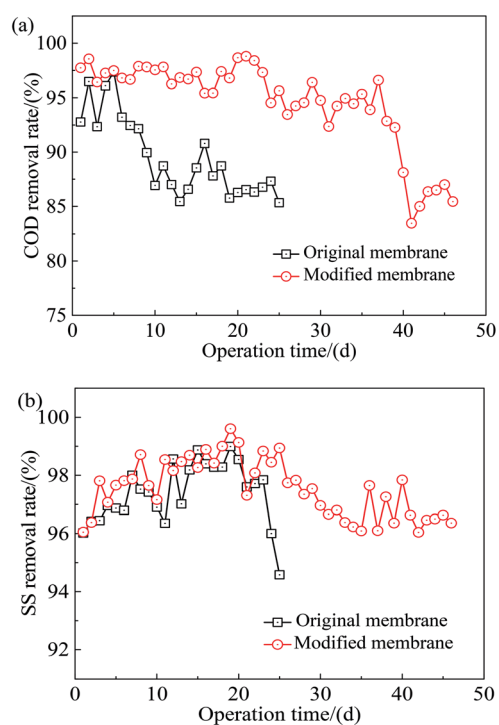 (a)
100
95
90
85
80
75
COD removal rate/(%)
Original membrane
Modified membrane
0 10 20 30 40 50
Operation time/(d)
(b)
100
98
96
94
92
SS removal rate/(%)
Original membrane
Modified membrane
0 10 20 30 40 50
Operation time/(d)